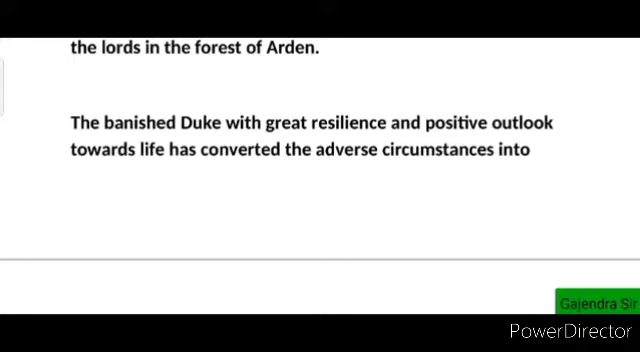 the lords in the forest of Arden.
The banished Duke with great resilience and positive outlook
towards life has converted the adverse circumstances into
Gajendra Sir
PowerDirector